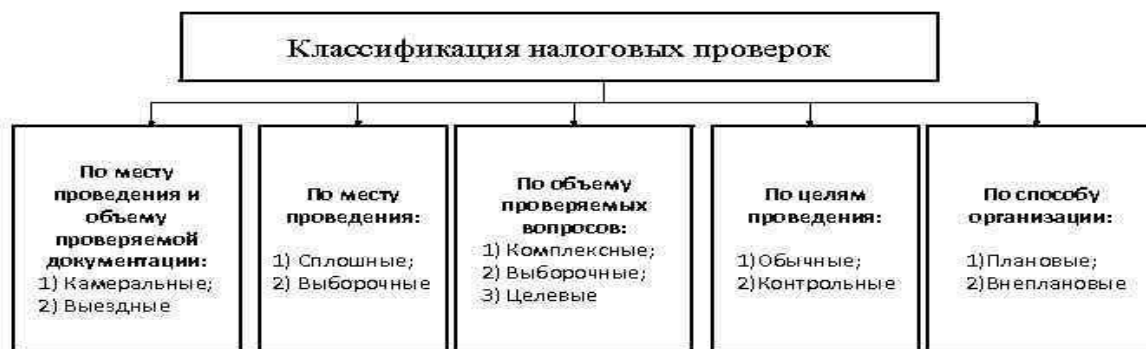 Классификация налоговых проверок
По месту
проведения и
объему
проверяемой
документации:
1) Камеральные;
2) Выездные
По месту
проведения:
1) Сплошные;
2) Выборочные
По объему
проверяемых
вопросов:
1) Комплексные;
2) Выборочные;
3) Целевые
По целям
проведения:
1)Обычные;
2)Контрольные
По способу
организации:
1)Плановые;
2)Внеплановые